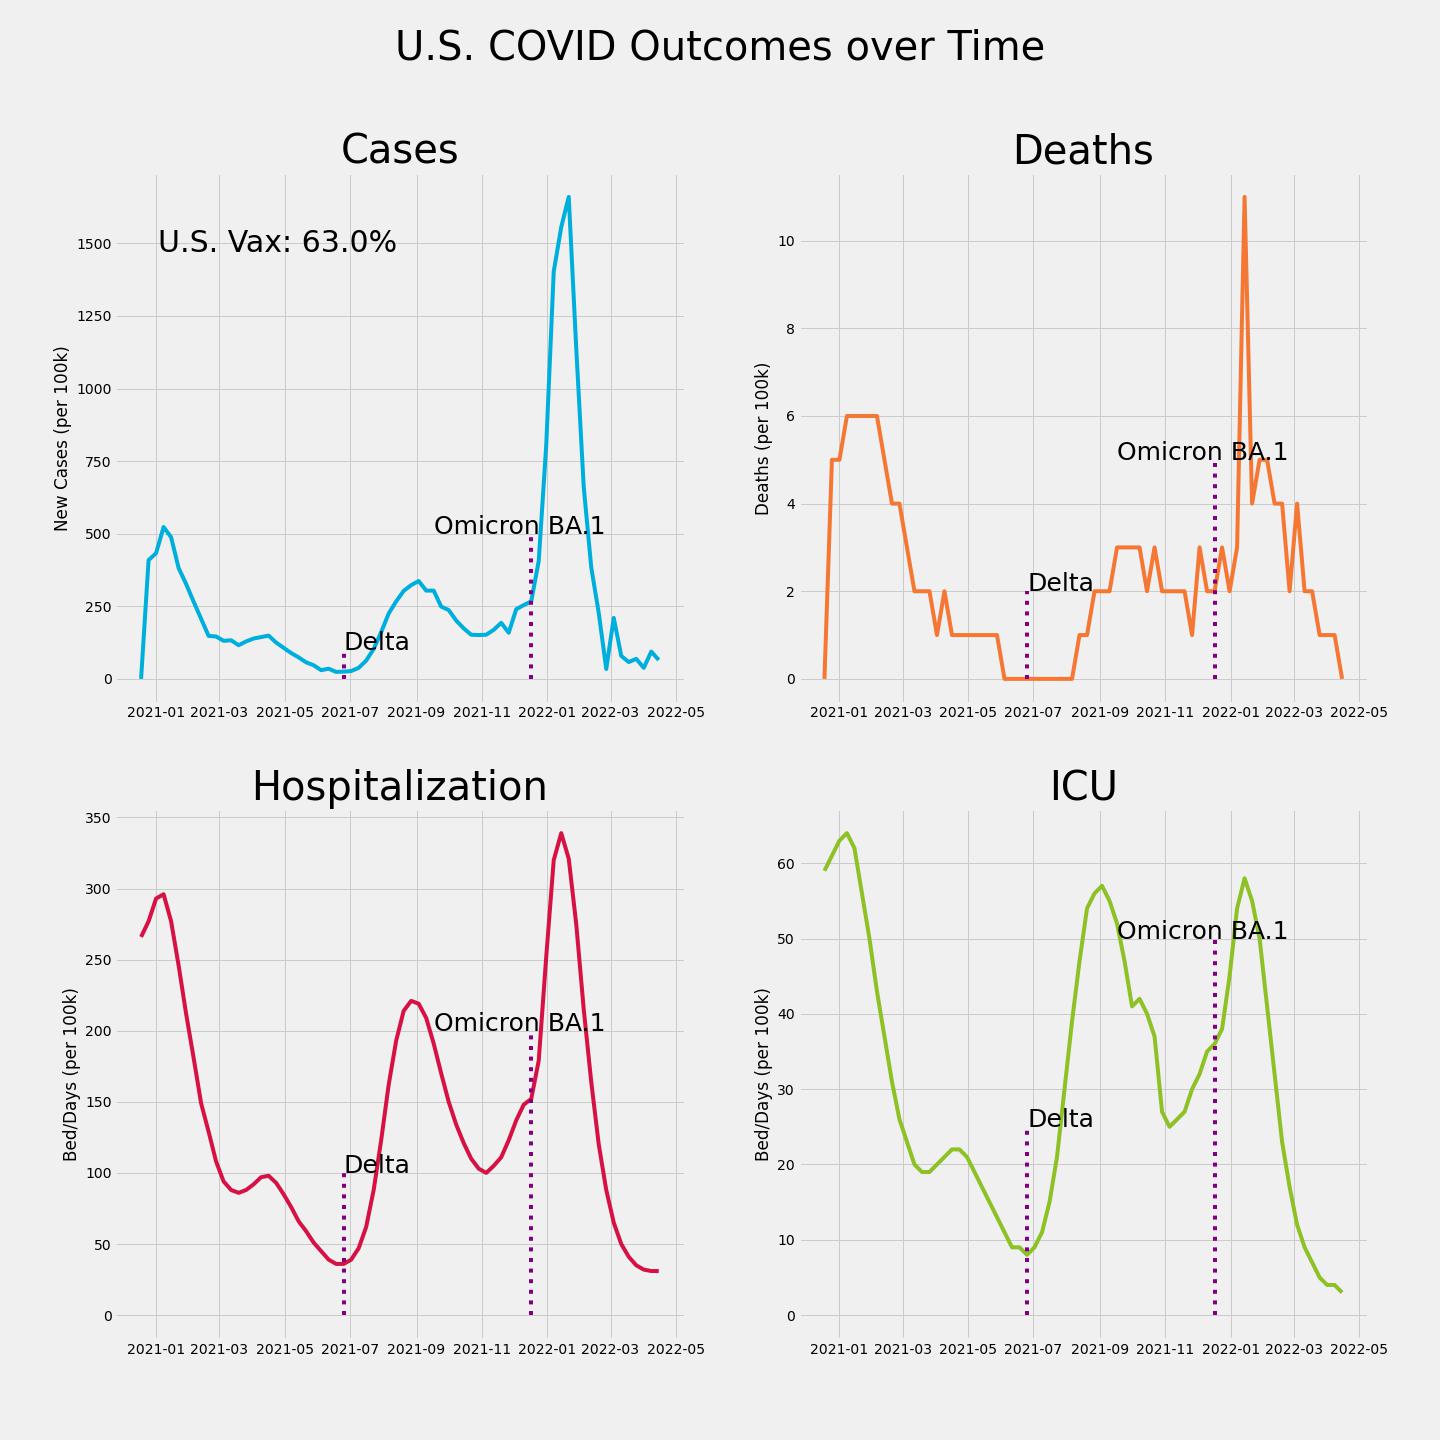 U.S. COVID Outcomes over Time
Cases
New Cases (per 100k)
1500
1250
1000
750
500
250
0
U.S. Vax: 63.0%
Omicron BA.1
Delta
2021-01 2021-03 2021-05 2021-07 2021-09 2021-11 2022-01 2022-03 2022-05
Deaths
Deaths (per 100k)
10
8
6
4
2
0
Omicron BA.1
Delta
2021-01 2021-03 2021-05 2021-07 2021-09 2021-11 2022-01 2022-03 2022-05
Hospitalization
Bed/Days (per 100k)
350
300
250
200
150
100
50
0
Omicron BA.1
Delta
2021-01 2021-03 2021-05 2021-07 2021-09 2021-11 2022-01 2022-03 2022-05
ICU
Bed/Days (per 100k)
60
50
40
30
20
10
0
Omicron BA.1
Delta
2021-01 2021-03 2021-05 2021-07 2021-09 2021-11 2022-01 2022-03 2022-05